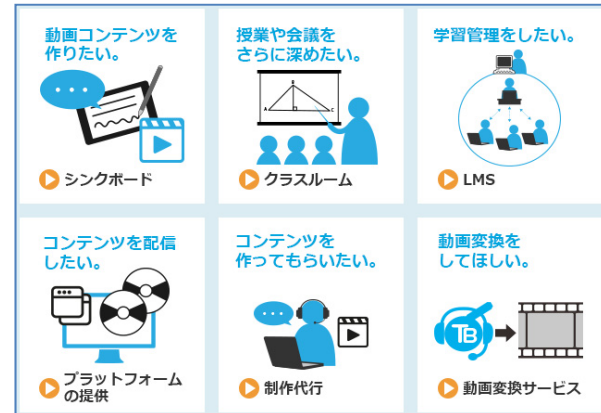 動画コンテンツを
作りたい。
シンクボード
授業や会議を
さらに深めたい。
A
B
C
クラスルーム
学習管理をしたい。
LMS
コンテンツを配信
したい。
プラットフォーム
の提供
コンテンツを
作ってもらいたい。
制作代行
動画変換を
してほしい。
TB
動画変換サービス